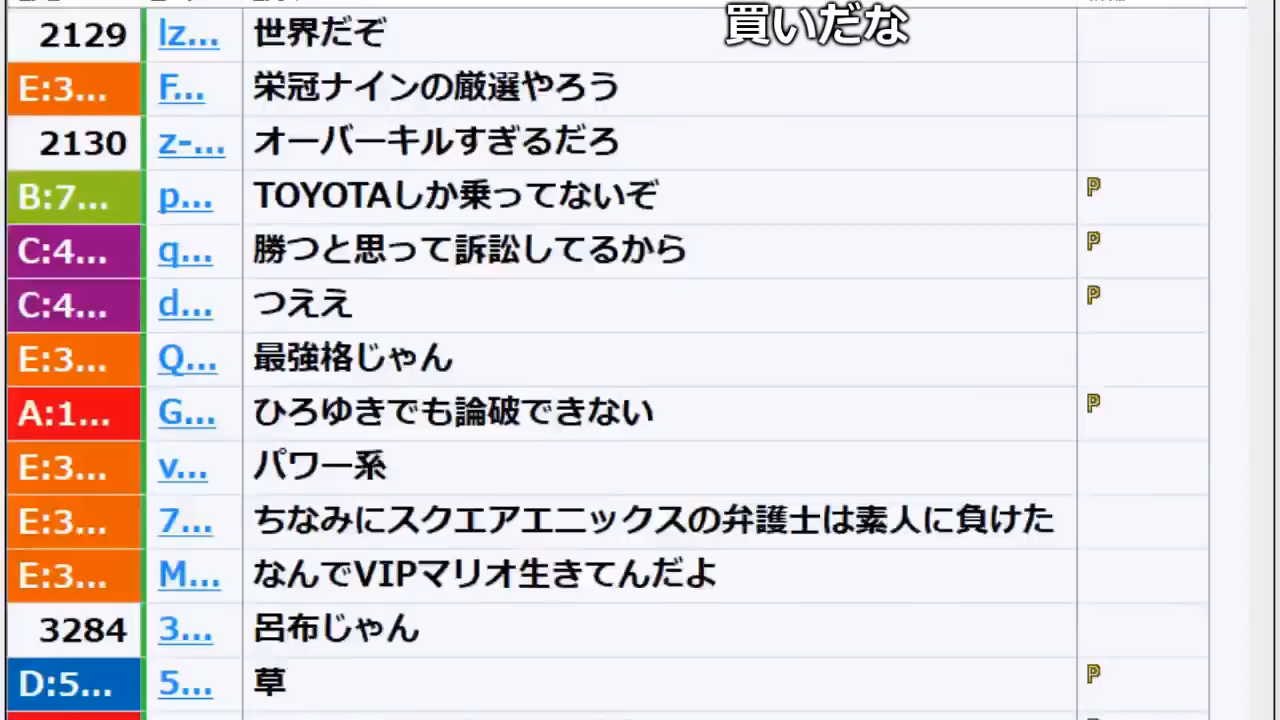 買いだな
2129 lz... 世界だぞ
E:3... F... 栄冠ナインの厳選やろう
2130 z-... オーバーキルすぎるだろ
B:7... p... TOYOTAしか乗ってないぞ P
C:4... q... 勝つと思って訴訟してるから P
C:4... d... つええ P
E:3... Q... 最強格じゃん
A:1... G... ひろゆきでも論破できない P
E:3... v... パワー系
E:3... 7... ちなみにスクエアエニックスの弁護士は素人に負けた
E:3... M... なんでVIPマリオ生きてんだよ
3284 3... 呂布じゃん
D:5... 5... 草 P